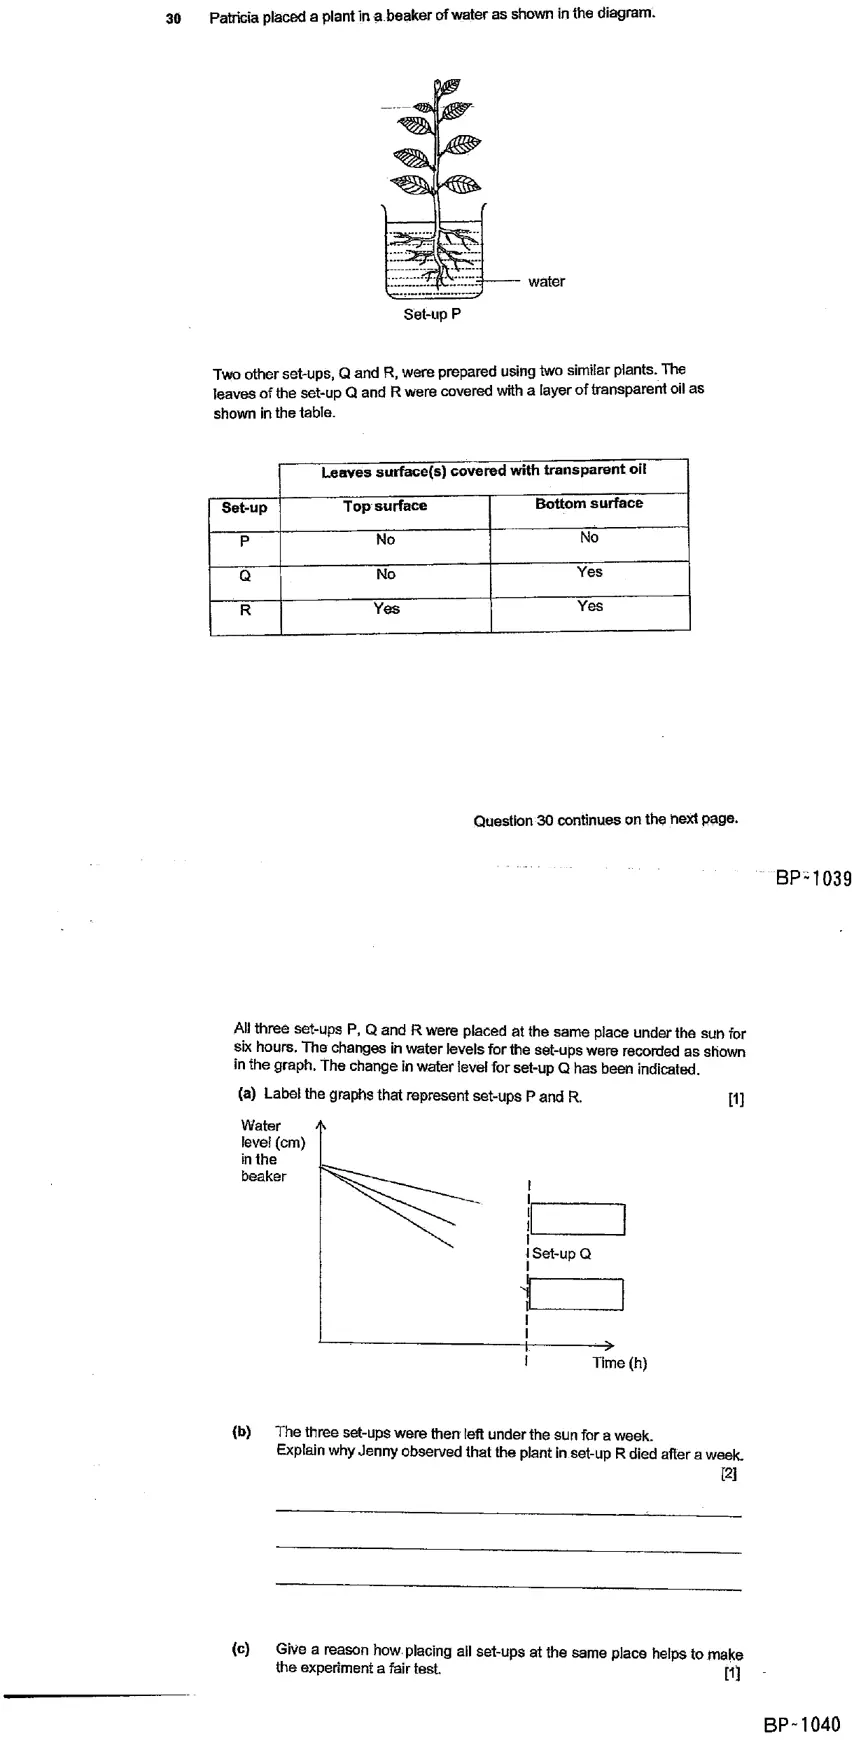 30 Patricia placed a plant in a beaker of water as shown in the diagram.
water
Set-up P
Two other set-ups, Q and R, were prepared using two similar plants. The
leaves of the set-up Q and R were covered with a layer of transparent oil as
shown in the table.
Leaves surface(s) covered with transparent oil
Set-up Top surface Bottom surface
P No No
Q No Yes
R Yes Yes
Question 30 continues on the next page.
BP-1039
All three set-ups P, Q and R were placed at the same place under the sun for
six hours. The changes in water levels for the set-ups were recorded as shown
in the graph. The change in water level for set-up Q has been indicated.
(a) Label the graphs that represent set-ups P and R. [1]
Water
level (cm)
in the
beaker
Set-up Q
Time (h)
(b) The three set-ups were then left under the sun for a week.
Explain why Jenny observed that the plant in set-up R died after a week.
[2]
(c) Give a reason how placing all set-ups at the same place helps to make
the experiment a fair test. [1]
BP-1040